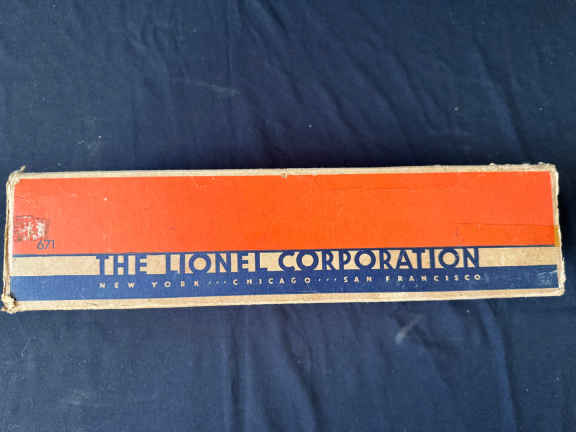 671
THE LIONEL CORPORATION
NEW YORK ··· CHICAGO ··· SAN FRANCISCO